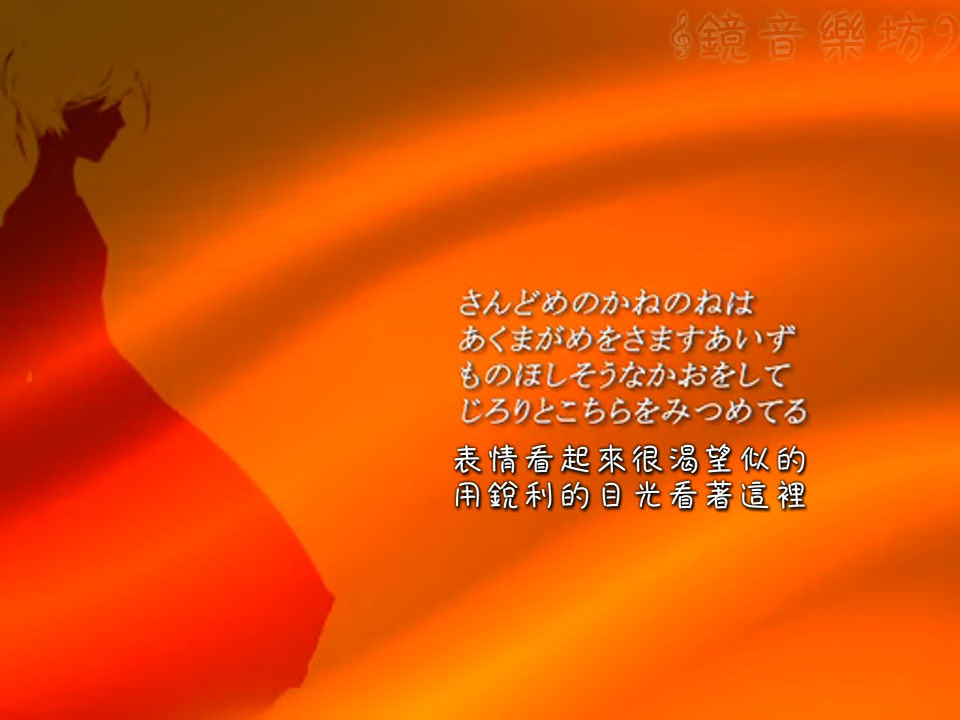 鏡音樂坊
さんどめのかねのねは
あくまがめをさますあいず
ものほしそうなかおをして
じろりとこちらをみつめてる
表情看起來很渴望似的
用銳利的目光看著這裡